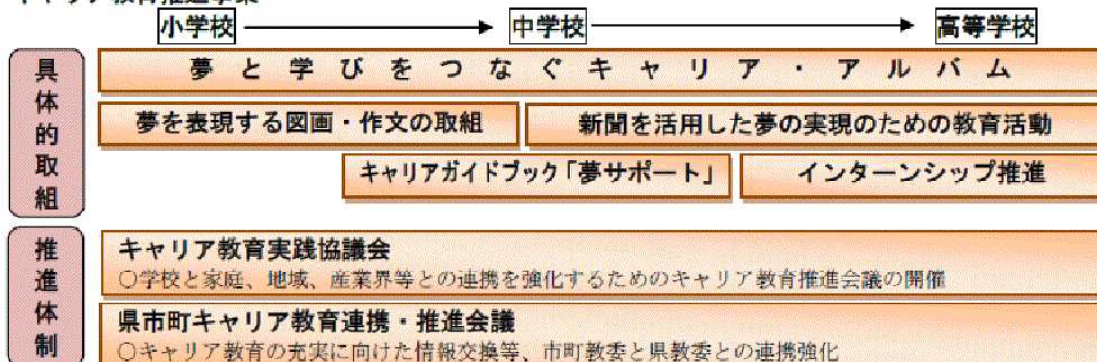 小学校 中学校 高等学校
具体的取組
夢と学びをつなぐキャリア・アルバム
夢を表現する図画・作文の取組 新聞を活用した夢の実現のための教育活動
キャリアガイドブック「夢サポート」 インターンシップ推進
推進体制
キャリア教育実践協議会
○学校と家庭、地域、産業界等との連携を強化するためのキャリア教育推進会議の開催
県市町キャリア教育連携・推進会議
○キャリア教育の充実に向けた情報交換等、市町教委と県教委との連携強化